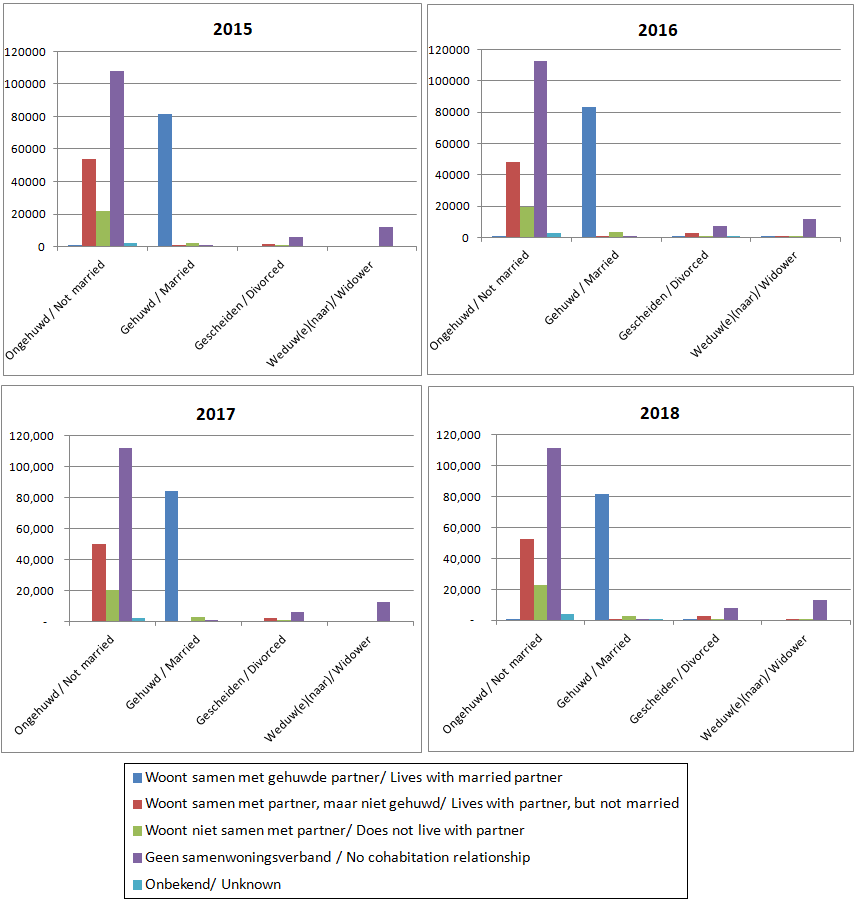 2015
120000
100000
80000
60000
40000
20000
0
Ongehuwd / Not married
Gehuwd / Married
Gescheiden / Divorced
Weduw(e)(naar)/ Widower
2016
120000
100000
80000
60000
40000
20000
0
Ongehuwd / Not married
Gehuwd / Married
Gescheiden / Divorced
Weduw(e)(naar)/ Widower
2017
120,000
100,000
80,000
60,000
40,000
20,000
-
Ongehuwd / Not married
Gehuwd / Married
Gescheiden / Divorced
Weduw(e)(naar)/ Widower
2018
120,000
100,000
80,000
60,000
40,000
20,000
-
Ongehuwd / Not married
Gehuwd / Married
Gescheiden / Divorced
Weduw(e)(naar)/ Widower
Woont samen met gehuwde partner/ Lives with married partner
Woont samen met partner, maar niet gehuwd/ Lives with partner, but not married
Woont niet samen met partner/ Does not live with partner
Geen samenwoningsverband / No cohabitation relationship
Onbekend/ Unknown